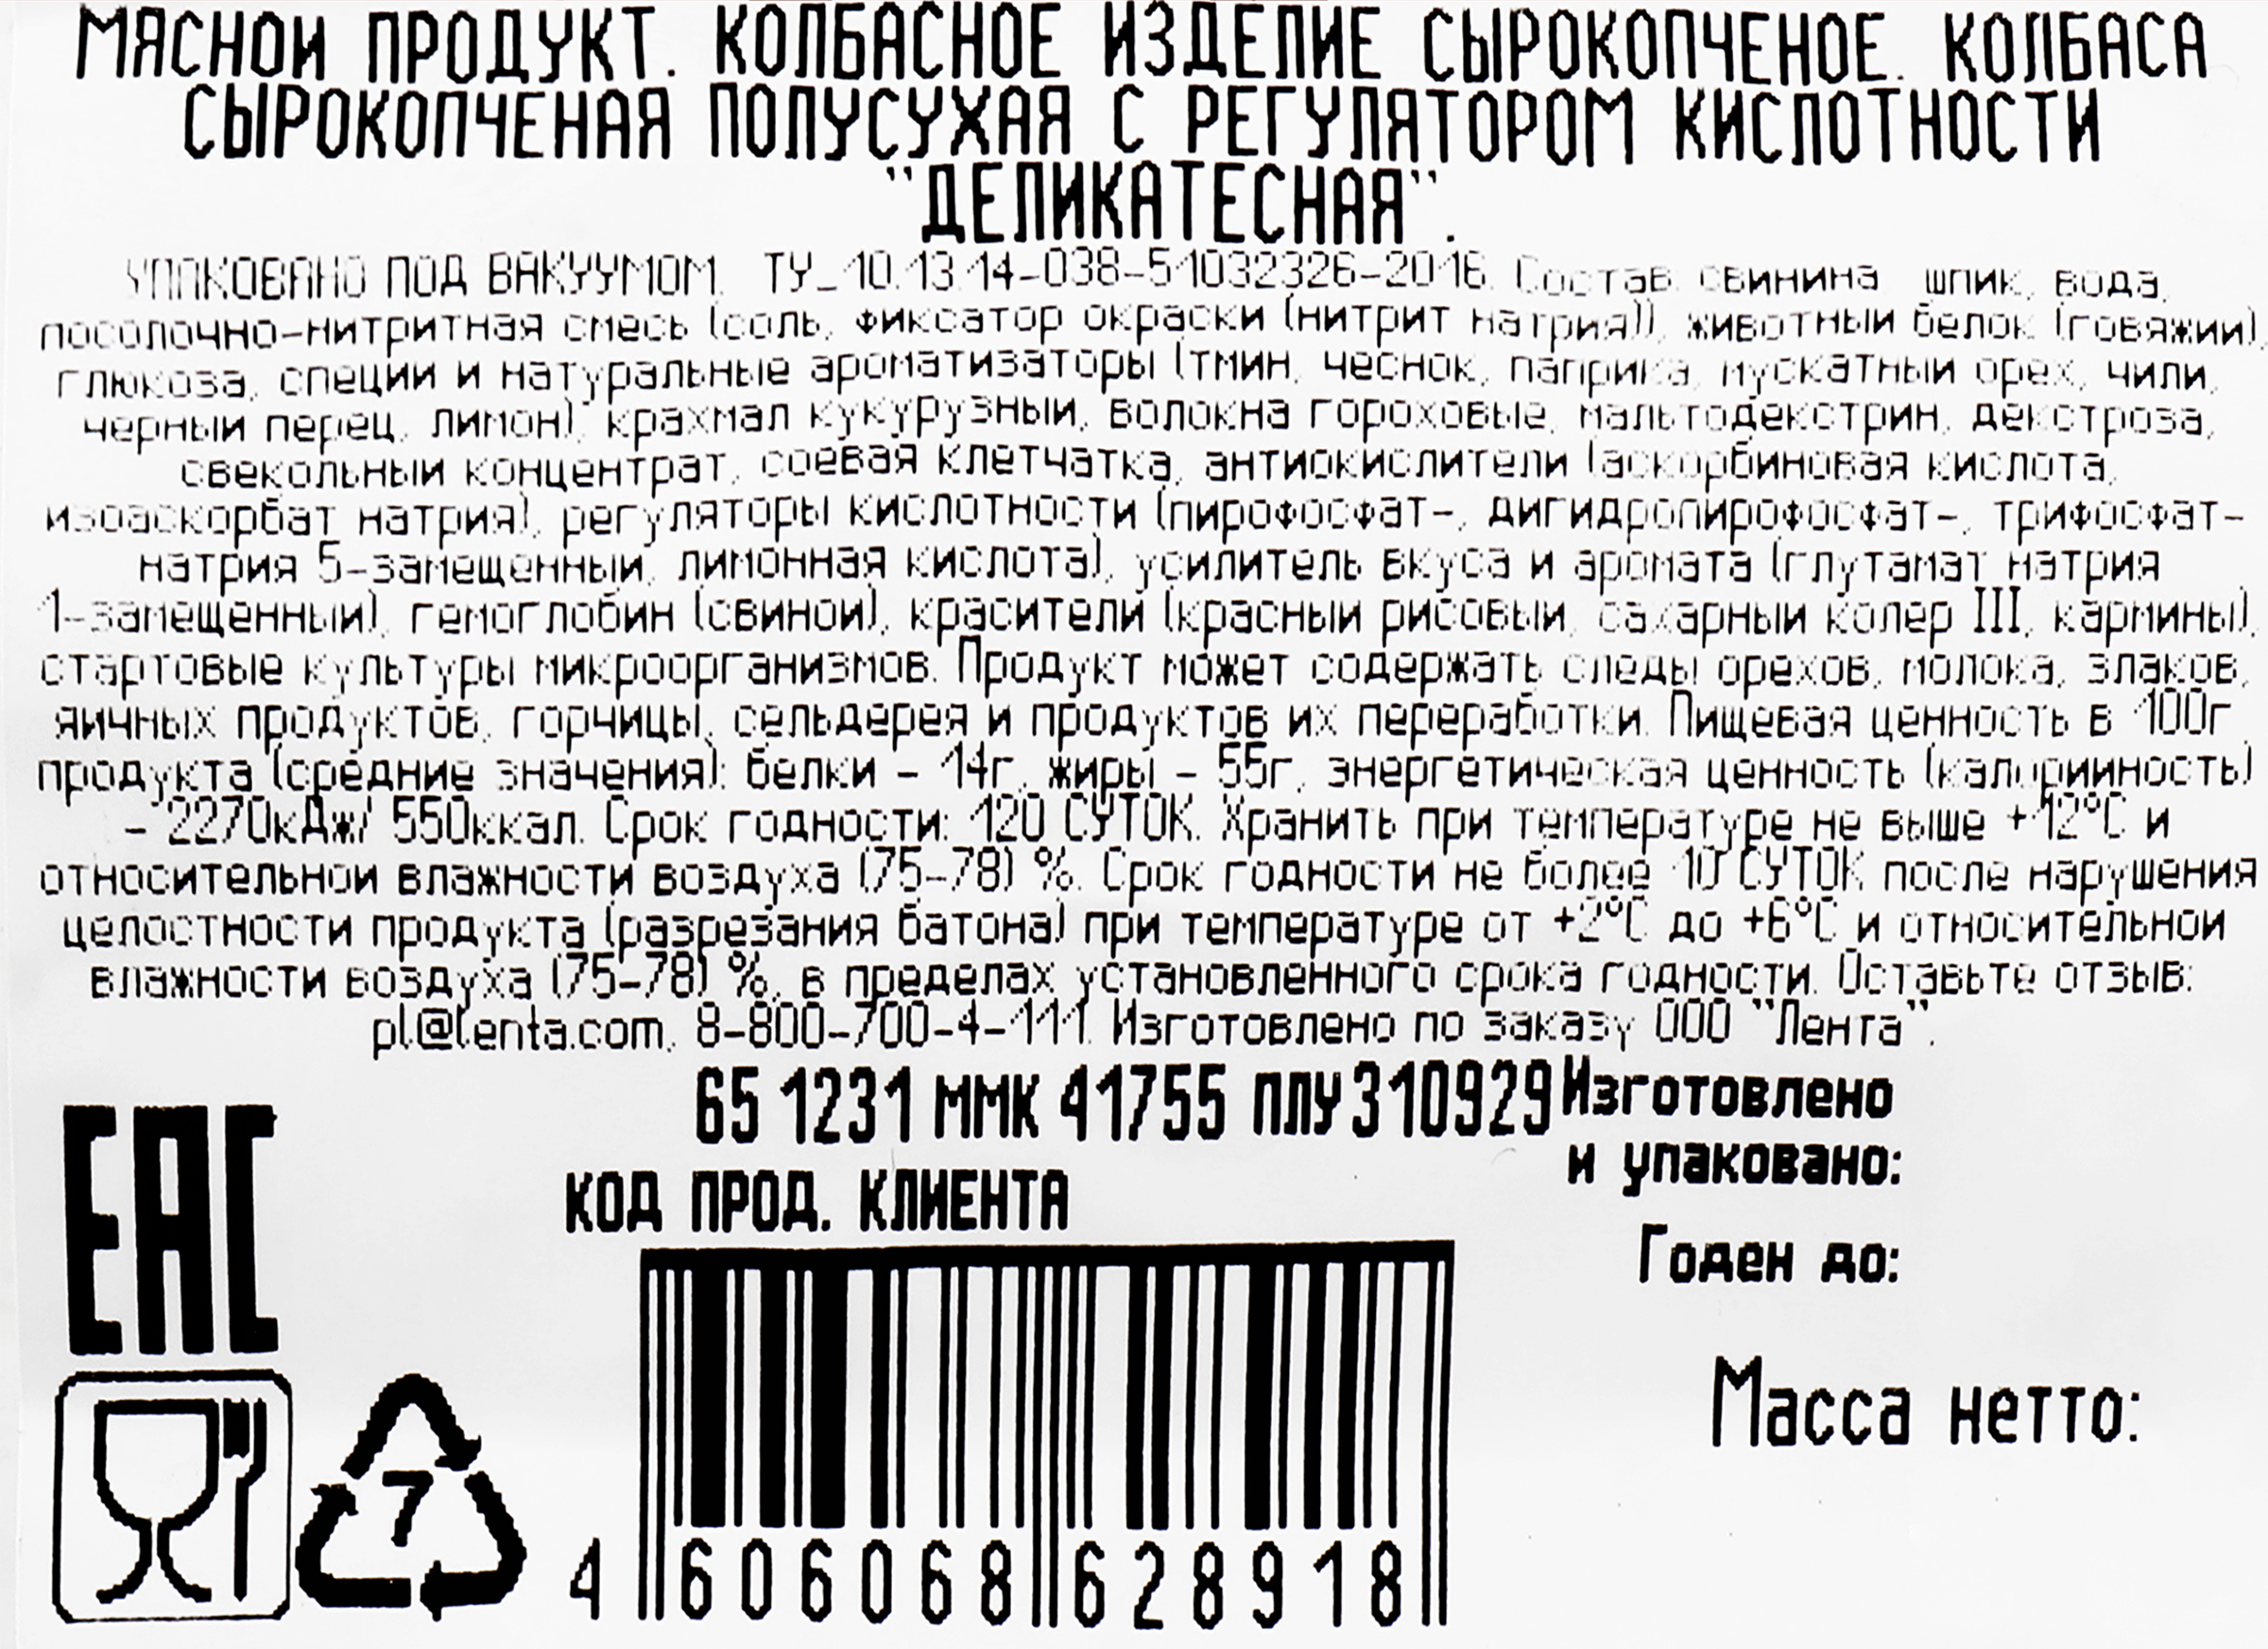 МЯСНОЙ ПРОДУКТ. КОЛБАСНОЕ ИЗДЕЛИЕ СЫРОКОПЧЕНОЕ. КОЛБАСА
СЫРОКОПЧЕНАЯ ПОЛУСУХАЯ С РЕГУЛЯТОРОМ КИСЛОТНОСТИ
"ДЕЛИКАТЕСНАЯ".
УПАКОВАНО ПОД ВАКУУМОМ. ТУ_10.13.14-038-51032326-2016. Состав: свинина, шпик, вода,
посолочно-нитритная смесь (соль, фиксатор окраски (нитрит натрия)), животный белок (говяжий),
глюкоза, специи и натуральные ароматизаторы (тмин, чеснок, паприка, мускатный орех, чили,
черный перец, лимон), крахмал кукурузный, волокна гороховые, мальтодекстрин, декстроза,
свекольный концентрат, соевая клетчатка, антиокислители (аскорбиновая кислота,
изоаскорбат натрия), регуляторы кислотности (пирофосфат-, дигидропирофосфат-, трифосфат-
натрия 5-замещенный, лимонная кислота), усилитель вкуса и аромата (глутамат натрия
1-замещенный), гемоглобин (свиной), красители (красный рисовый, сахарный колер III, кармины),
стартовые культуры микроорганизмов. Продукт может содержать следы орехов, молока, злаков,
яичных продуктов, горчицы, сельдерея и продуктов их переработки. Пищевая ценность в 100г
продукта (средние значения): белки - 14г, жиры - 55г, энергетическая ценность (калорийность)
- 2270кДж/ 550ккал. Срок годности: 120 СУТОК. Хранить при температуре не выше +12°С и
относительной влажности воздуха (75-78) %. Срок годности не более 10 СУТОК после нарушения
целостности продукта (разрезания батона) при температуре от +2°С до +6°С и относительной
влажности воздуха (75-78) %, в пределах установленного срока годности. Оставьте отзыв:
pl@lenta.com, 8-800-700-4-111. Изготовлено по заказу ООО "Лента".
65 1231 ММК 41755 ПЛУ 310929 Изготовлено
и упаковано:
КОД ПРОД. КЛИЕНТА
Годен до:
EAC
Масса нетто:
7
4 606068 628918